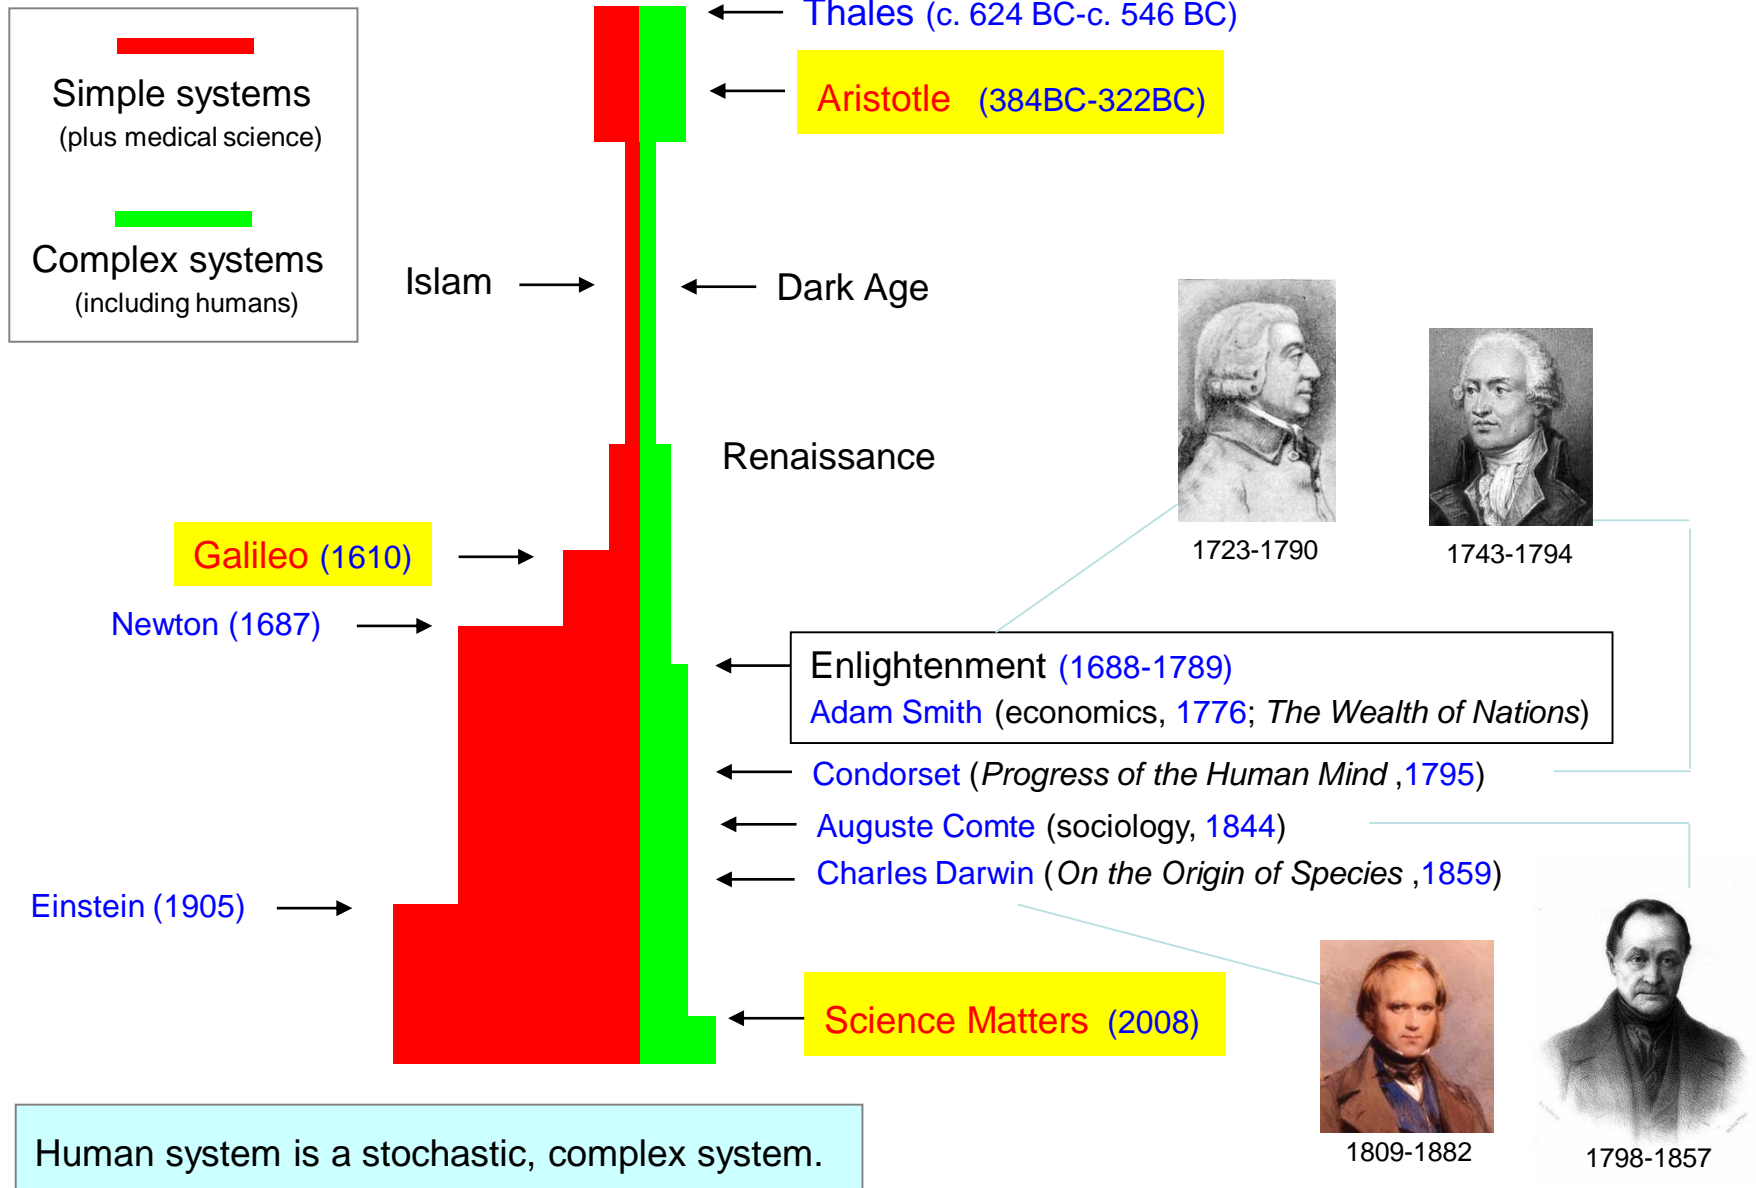 Thales (c. 624 BC-c. 546 BC)
Simple systems
(plus medical science)
Aristotle (384BC-322BC)
Complex systems
(including humans)
Islam
Dark Age
Renaissance
1723-1790
1743-1794
Galileo (1610)
Newton (1687)
Enlightenment (1688-1789)
Adam Smith (economics, 1776; The Wealth of Nations)
Condorset (Progress of the Human Mind ,1795)
Auguste Comte (sociology, 1844)
Charles Darwin (On the Origin of Species ,1859)
Einstein (1905)
Science Matters (2008)
Human system is a stochastic, complex system.
1809-1882
1798-1857